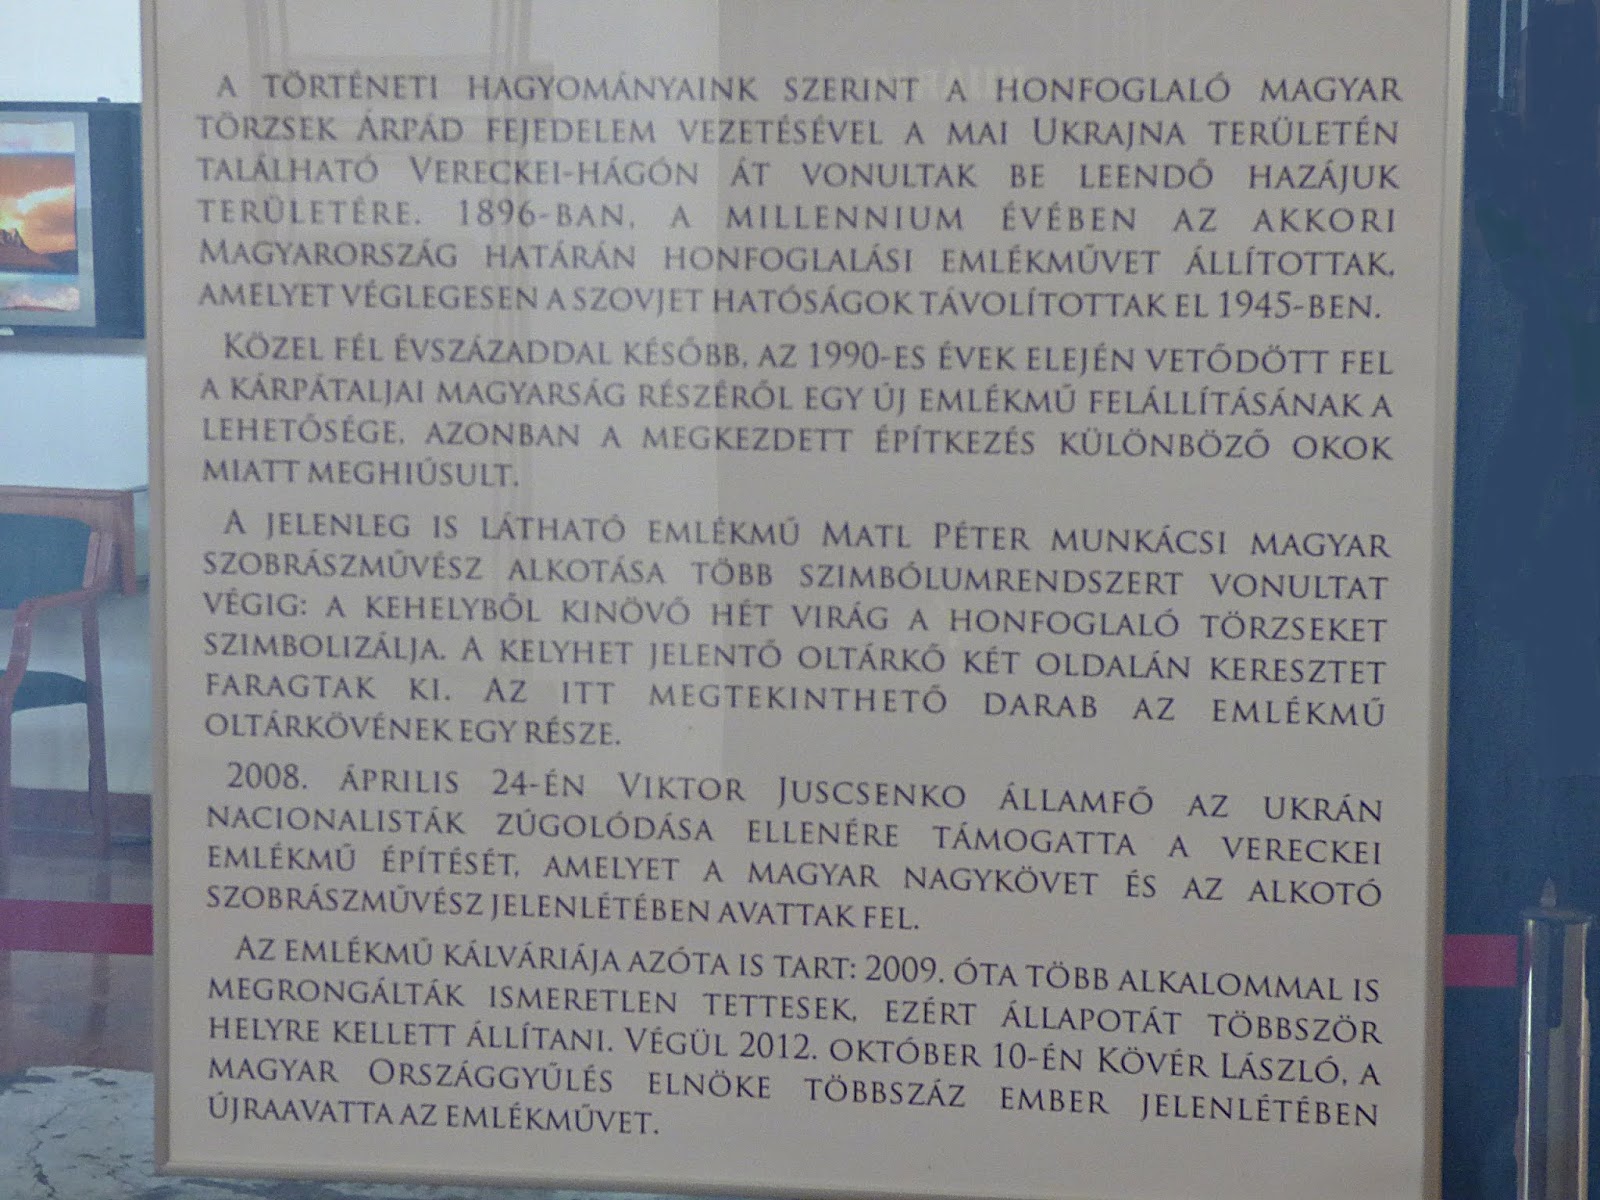 A TÖRTÉNETI HAGYOMÁNYAINK SZERINT A HONFOGLALÓ MAGYAR
TÖRZSEK ÁRPÁD FEJEDELEM VEZETÉSÉVEL A MAI UKRAJNA TERÜLETÉN
TALÁLHATÓ VERECKEI-HÁGÓN ÁT VONULTAK BE LEENDŐ HAZÁJUK
TERÜLETÉRE. 1896-BAN, A MILLENNIUM ÉVÉBEN AZ AKKORI
MAGYARORSZÁG HATÁRÁN HONFOGLALÁSI EMLÉKMŰVET ÁLLÍTOTTAK,
AMELYET VÉGLEGESEN A SZOVJET HATÓSÁGOK TÁVOLÍTOTTAK EL 1945-BEN.
KÖZEL FÉL ÉVSZÁZADDAL KÉSŐBB, AZ 1990-ES ÉVEK ELEJÉN VETŐDÖTT FEL
A KÁRPÁTALJAI MAGYARSÁG RÉSZÉRŐL EGY ÚJ EMLÉKMŰ FELÁLLÍTÁSÁNAK A
LEHETŐSÉGE, AZONBAN A MEGKEZDETT ÉPÍTKEZÉS KÜLÖNBÖZŐ OKOK
MIATT MEGHIÚSULT.
A JELENLEG IS LÁTHATÓ EMLÉKMŰ MATL PÉTER MUNKÁCSI MAGYAR
SZOBRÁSZMŰVÉSZ ALKOTÁSA TÖBB SZIMBÓLUMRENDSZERT VONULTAT
VÉGIG: A KEHELYBŐL KINÖVŐ HÉT VIRÁG A HONFOGLALÓ TÖRZSEKET
SZIMBOLIZÁLJA. A KELYHET JELENTŐ OLTÁRKŐ KÉT OLDALÁN KERESZTET
FARAGTAK KI. AZ ITT MEGTEKINTHETŐ DARAB AZ EMLÉKMŰ
OLTÁRKÖVÉNEK EGY RÉSZE.
2008. ÁPRILIS 24-ÉN VIKTOR JUSCSENKO ÁLLAMFŐ AZ UKRÁN
NACIONALISTÁK ZÚGOLÓDÁSA ELLENÉRE TÁMOGATTA A VERECKEI
EMLÉKMŰ ÉPÍTÉSÉT, AMELYET A MAGYAR NAGYKÖVET ÉS AZ ALKOTÓ
SZOBRÁSZMŰVÉSZ JELENLÉTÉBEN AVATTAK FEL.
AZ EMLÉKMŰ KÁLVÁRIÁJA AZÓTA IS TART: 2009. ÓTA TÖBB ALKALOMMAL IS
MEGRONGÁLTÁK ISMERETLEN TETTESEK, EZÉRT ÁLLAPOTÁT TÖBBSZÖR
HELYRE KELLETT ÁLLÍTANI. VÉGÜL 2012. OKTÓBER 10-ÉN KÖVÉR LÁSZLÓ, A
MAGYAR ORSZÁGGYŰLÉS ELNÖKE TÖBBSZÁZ EMBER JELENLÉTÉBEN
ÚJRAAVATTA AZ EMLÉKMŰVET.